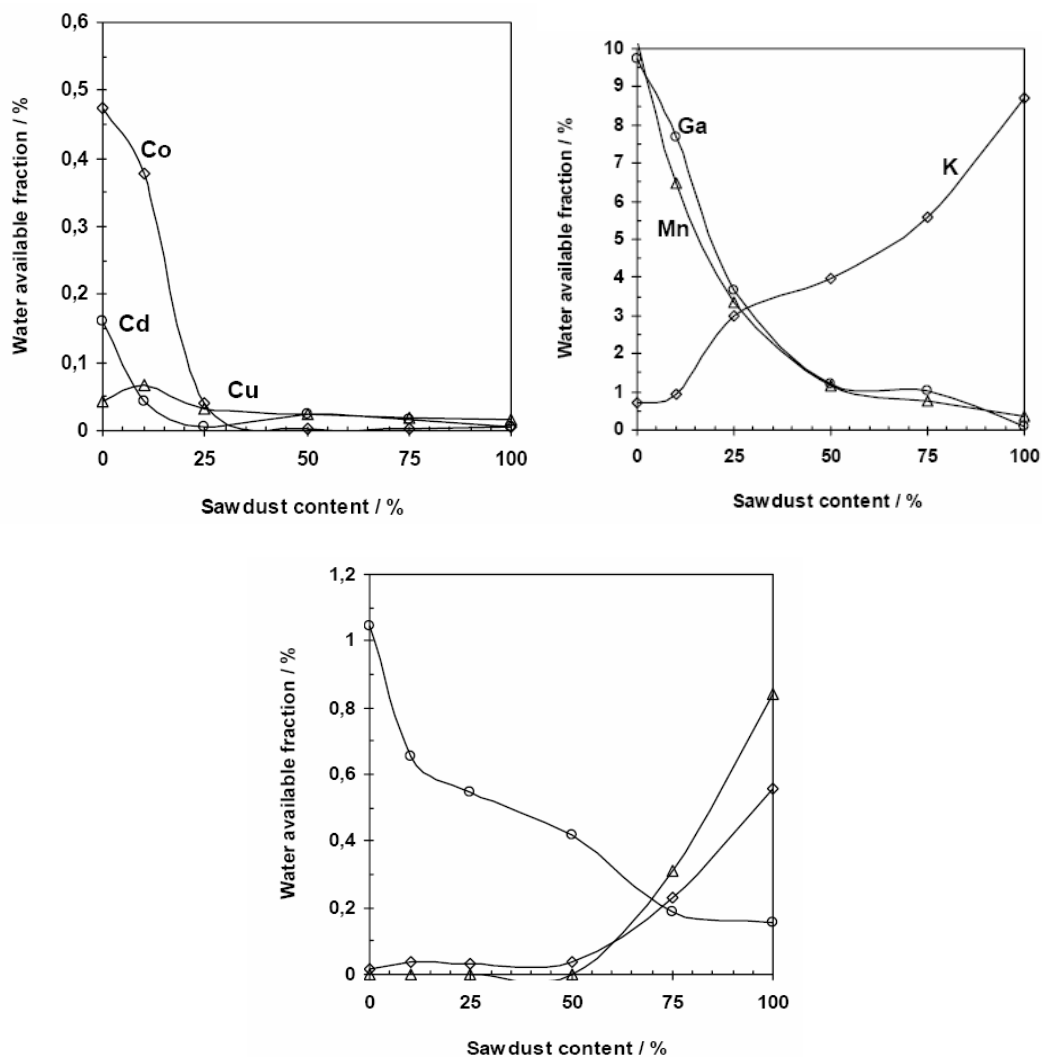 0,6
0,5
0,4
0,3
0,2
0,1
0
Water available fraction / %
Co
Cd
Cu
0 25 50 75 100
Sawdust content / %
10
9
8
7
6
5
4
3
2
1
0
Water available fraction / %
Ga
Mn
K
0 25 50 75 100
Sawdust content / %
1,2
1
0,8
0,6
0,4
0,2
0
Water available fraction / %
0 25 50 75 100
Sawdust content / %